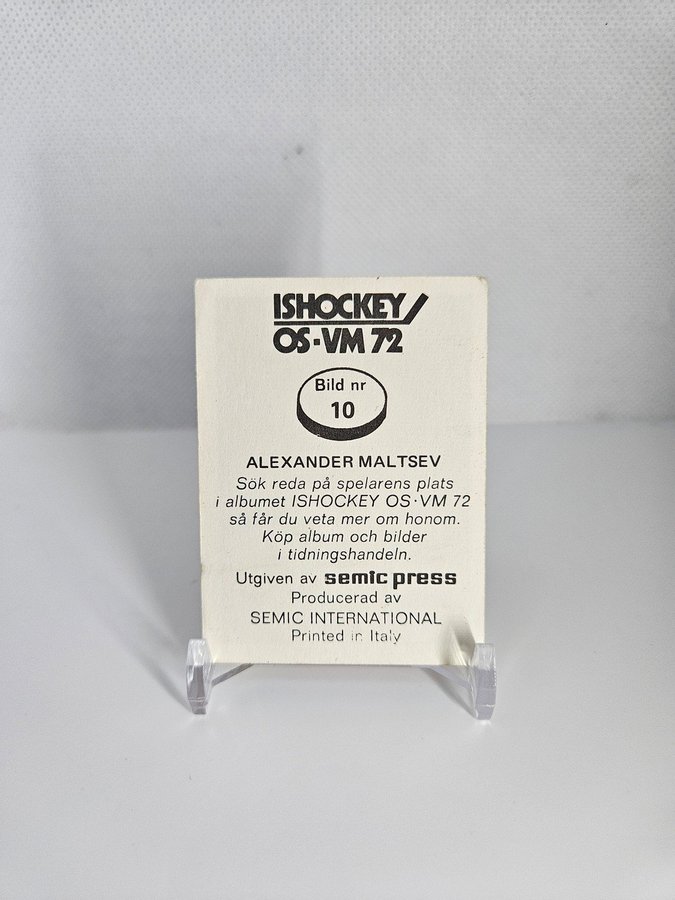 ISHOCKEY/
OS·VM 72
Bild nr
10
ALEXANDER MALTSEV
Sök reda på spelarens plats
i albumet ISHOCKEY OS·VM 72
så får du veta mer om honom.
Köp album och bilder
i tidningshandeln.
Utgiven av semic press
Producerad av
SEMIC INTERNATIONAL
Printed in Italy